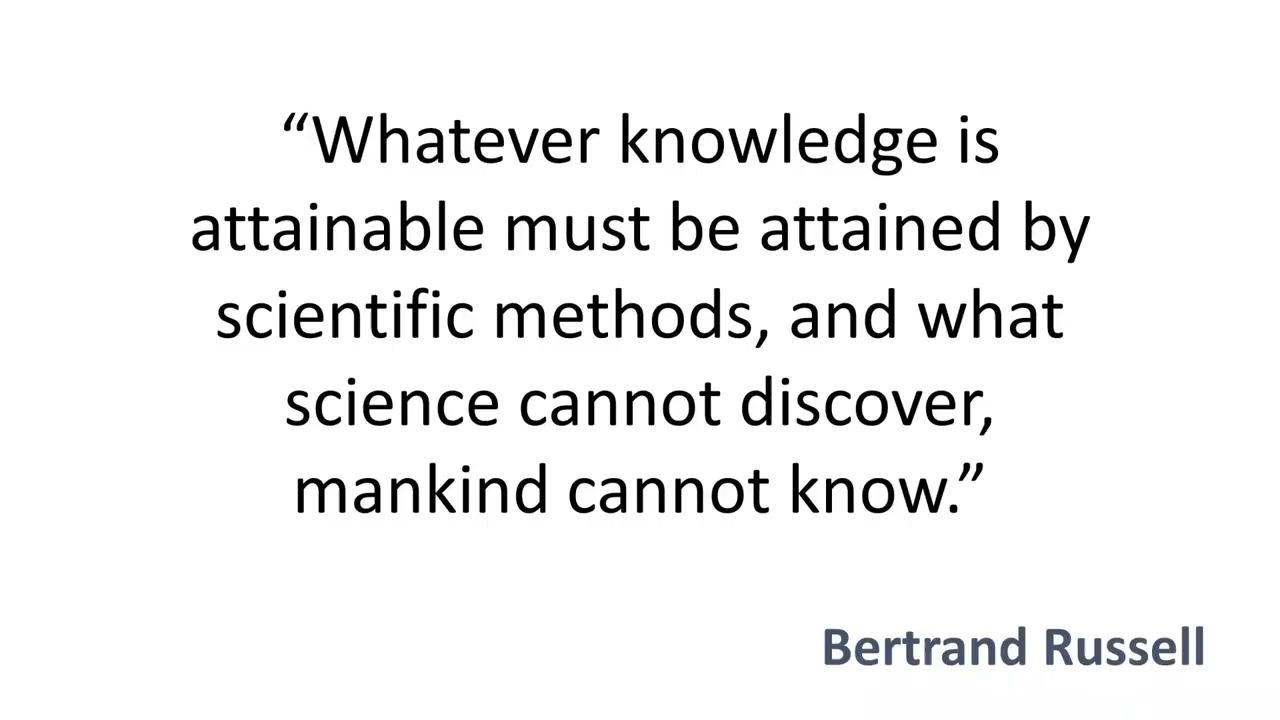 “Whatever knowledge is
attainable must be attained by
scientific methods, and what
science cannot discover,
mankind cannot know.”
Bertrand Russell